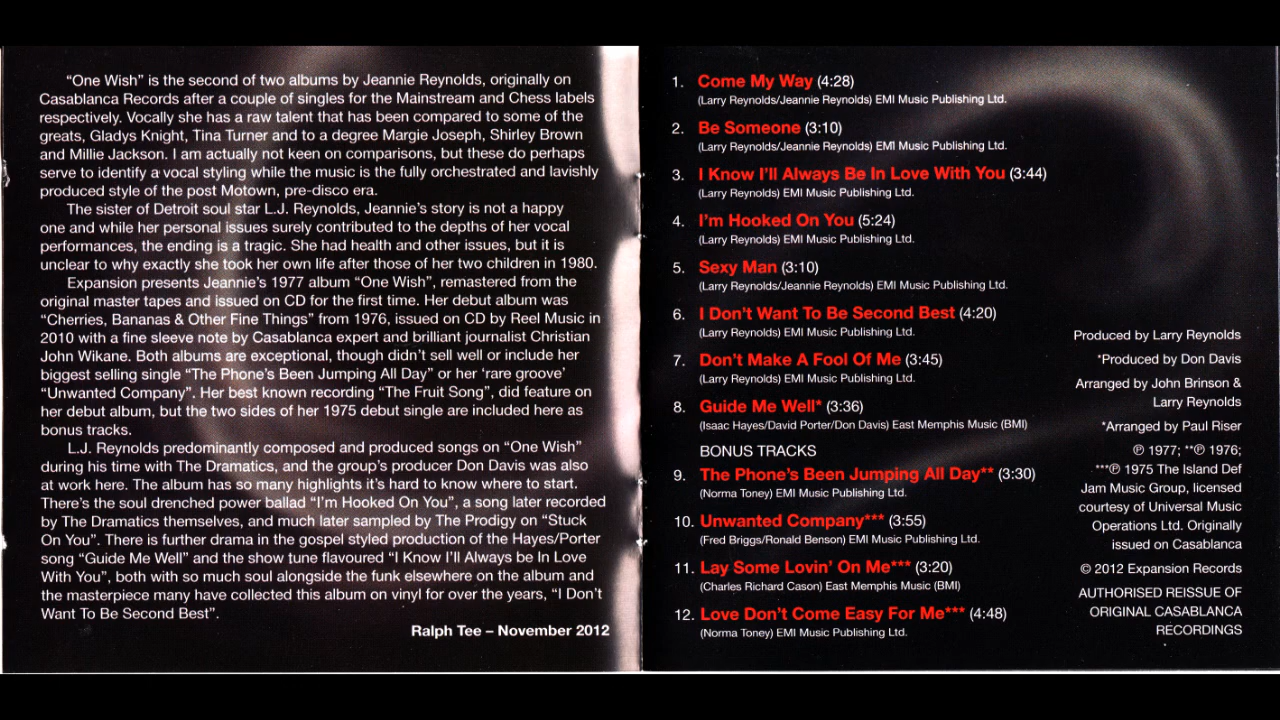 “One Wish” is the second of two albums by Jeannie Reynolds, originally on
Casablanca Records after a couple of singles for the Mainstream and Chess labels
respectively. Vocally she has a raw talent that has been compared to some of the
greats, Gladys Knight, Tina Turner and to a degree Margie Joseph, Shirley Brown
and Millie Jackson. I am actually not keen on comparisons, but these do perhaps
serve to identify a vocal styling while the music is the fully orchestrated and lavishly
produced style of the post Motown, pre-disco era.
The sister of Detroit soul star L.J. Reynolds, Jeannie’s story is not a happy
one and while her personal issues surely contributed to the depths of her vocal
performances, the ending is a tragic. She had health and other issues, but it is
unclear to why exactly she took her own life after those of her two children in 1980.
Expansion presents Jeannie’s 1977 album “One Wish”, remastered from the
original master tapes and issued on CD for the first time. Her debut album was
“Cherries, Bananas & Other Fine Things” from 1976, issued on CD by Reel Music in
2010 with a fine sleeve note by Casablanca expert and brilliant journalist Christian
John Wikane. Both albums are exceptional, though didn’t sell well or include her
biggest selling single “The Phone’s Been Jumping All Day” or her ‘rare groove’
“Unwanted Company”. Her best known recording “The Fruit Song”, did feature on
her debut album, but the two sides of her 1975 debut single are included here as
bonus tracks.
L.J. Reynolds predominantly composed and produced songs on “One Wish”
during his time with The Dramatics, and the group’s producer Don Davis was also
at work here. The album has so many highlights it’s hard to know where to start.
There’s the soul drenched power ballad “I’m Hooked On You”, a song later recorded
by The Dramatics themselves, and much later sampled by The Prodigy on “Stuck
On You”. There is further drama in the gospel styled production of the Hayes/Porter
song “Guide Me Well” and the show tune flavoured “I Know I’ll Always be In Love
With You”, both with so much soul alongside the funk elsewhere on the album and
the masterpiece many have collected this album on vinyl for over the years, “I Don’t
Want To Be Second Best”.
Ralph Tee – November 2012
1. Come My Way (4:28)
(Larry Reynolds/Jeannie Reynolds) EMI Music Publishing Ltd.
2. Be Someone (3:10)
(Larry Reynolds/Jeannie Reynolds) EMI Music Publishing Ltd.
3. I Know I’ll Always Be In Love With You (3:44)
(Larry Reynolds) EMI Music Publishing Ltd.
4. I’m Hooked On You (5:24)
(Larry Reynolds) EMI Music Publishing Ltd.
5. Sexy Man (3:10)
(Larry Reynolds/Jeannie Reynolds) EMI Music Publishing Ltd.
6. I Don’t Want To Be Second Best (4:20)
(Larry Reynolds) EMI Music Publishing Ltd.
7. Don’t Make A Fool Of Me (3:45)
(Larry Reynolds) EMI Music Publishing Ltd.
8. Guide Me Well* (3:36)
(Isaac Hayes/David Porter/Don Davis) East Memphis Music (BMI)
BONUS TRACKS
9. The Phone’s Been Jumping All Day** (3:30)
(Norma Toney) EMI Music Publishing Ltd.
10. Unwanted Company*** (3:55)
(Fred Briggs/Ronald Benson) EMI Music Publishing Ltd.
11. Lay Some Lovin’ On Me*** (3:20)
(Charles Richard Cason) East Memphis Music (BMI)
12. Love Don’t Come Easy For Me*** (4:48)
(Norma Toney) EMI Music Publishing Ltd.
Produced by Larry Reynolds
*Produced by Don Davis
Arranged by John Brinson &
Larry Reynolds
*Arranged by Paul Riser
℗ 1977; **℗ 1976;
***℗ 1975 The Island Def
Jam Music Group, licensed
courtesy of Universal Music
Operations Ltd. Originally
issued on Casablanca
© 2012 Expansion Records
AUTHORISED REISSUE OF
ORIGINAL CASABLANCA
RECORDINGS